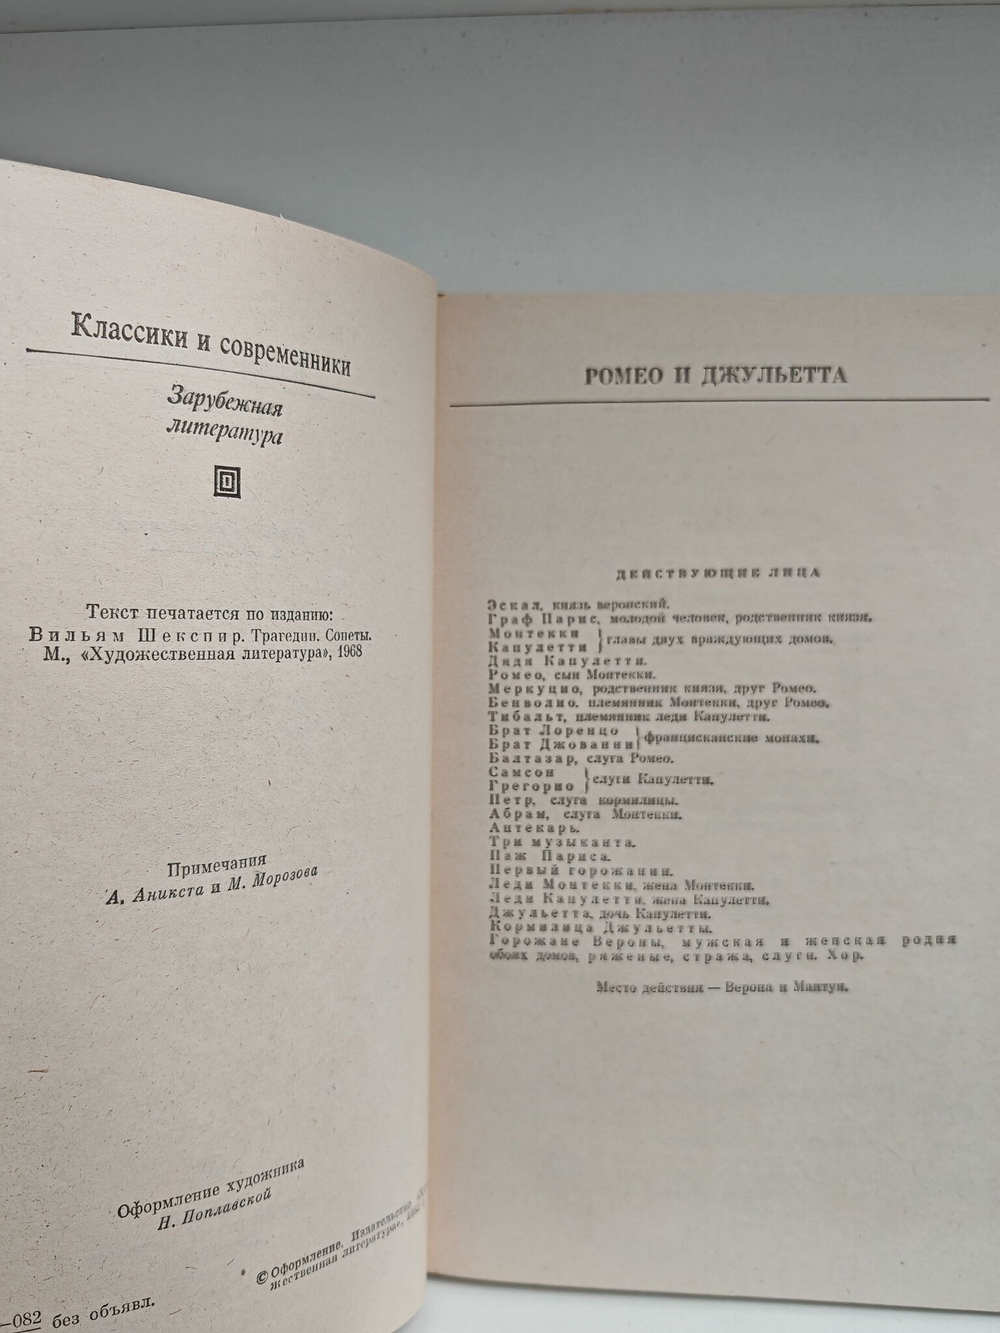 Классики и современники
Зарубежная
литература
Текст печатается по изданию:
Вильям Шекспир. Трагедии. Сонеты.
М., «Художественная литература», 1968
Примечания
А. Аникста и М. Морозова
Оформление художника
Н. Поплавской
© Оформление. Издательство
жественная литература»,
—082 без объявл.
РОМЕО И ДЖУЛЬЕТТА
ДЕЙСТВУЮЩИЕ ЛИЦА
Эскал, князь веронский.
Граф Парис, молодой человек, родственник князя.
Монтекки
Капулетти } главы двух враждующих домов.
Дядя Капулетти.
Ромео, сын Монтекки.
Меркуцио, родственник князя, друг Ромео.
Бенволио, племянник Монтекки, друг Ромео.
Тибальт, племянник леди Капулетти.
Брат Лоренцо
Брат Джованни } францисканские монахи.
Балтазар, слуга Ромео.
Самсон
Грегорио } слуги Капулетти.
Петр, слуга кормилицы.
Абрам, слуга Монтекки.
Аптекарь.
Три музыканта.
Паж Париса.
Первый горожанин.
Леди Монтекки, жена Монтекки.
Леди Капулетти, жена Капулетти.
Джульетта, дочь Капулетти.
Кормилица Джульетты.
Горожане Вероны, мужская и женская родня
обоих домов, ряженые, стража, слуги. Хор.
Место действия — Верона и Мантуя.